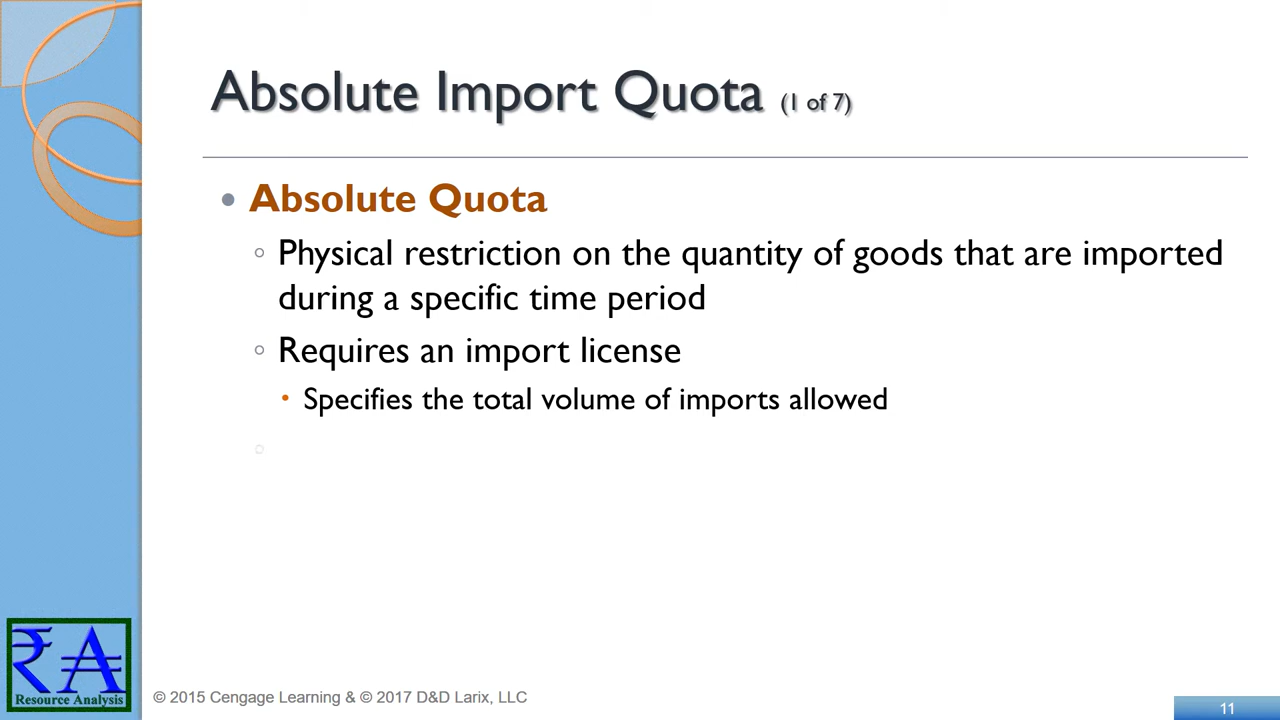 Absolute Import Quota (1 of 7)
• Absolute Quota
◦ Physical restriction on the quantity of goods that are imported
during a specific time period
◦ Requires an import license
• Specifies the total volume of imports allowed
◦
₹ A
Resource Analysis
© 2015 Cengage Learning & © 2017 D&D Larix, LLC
11